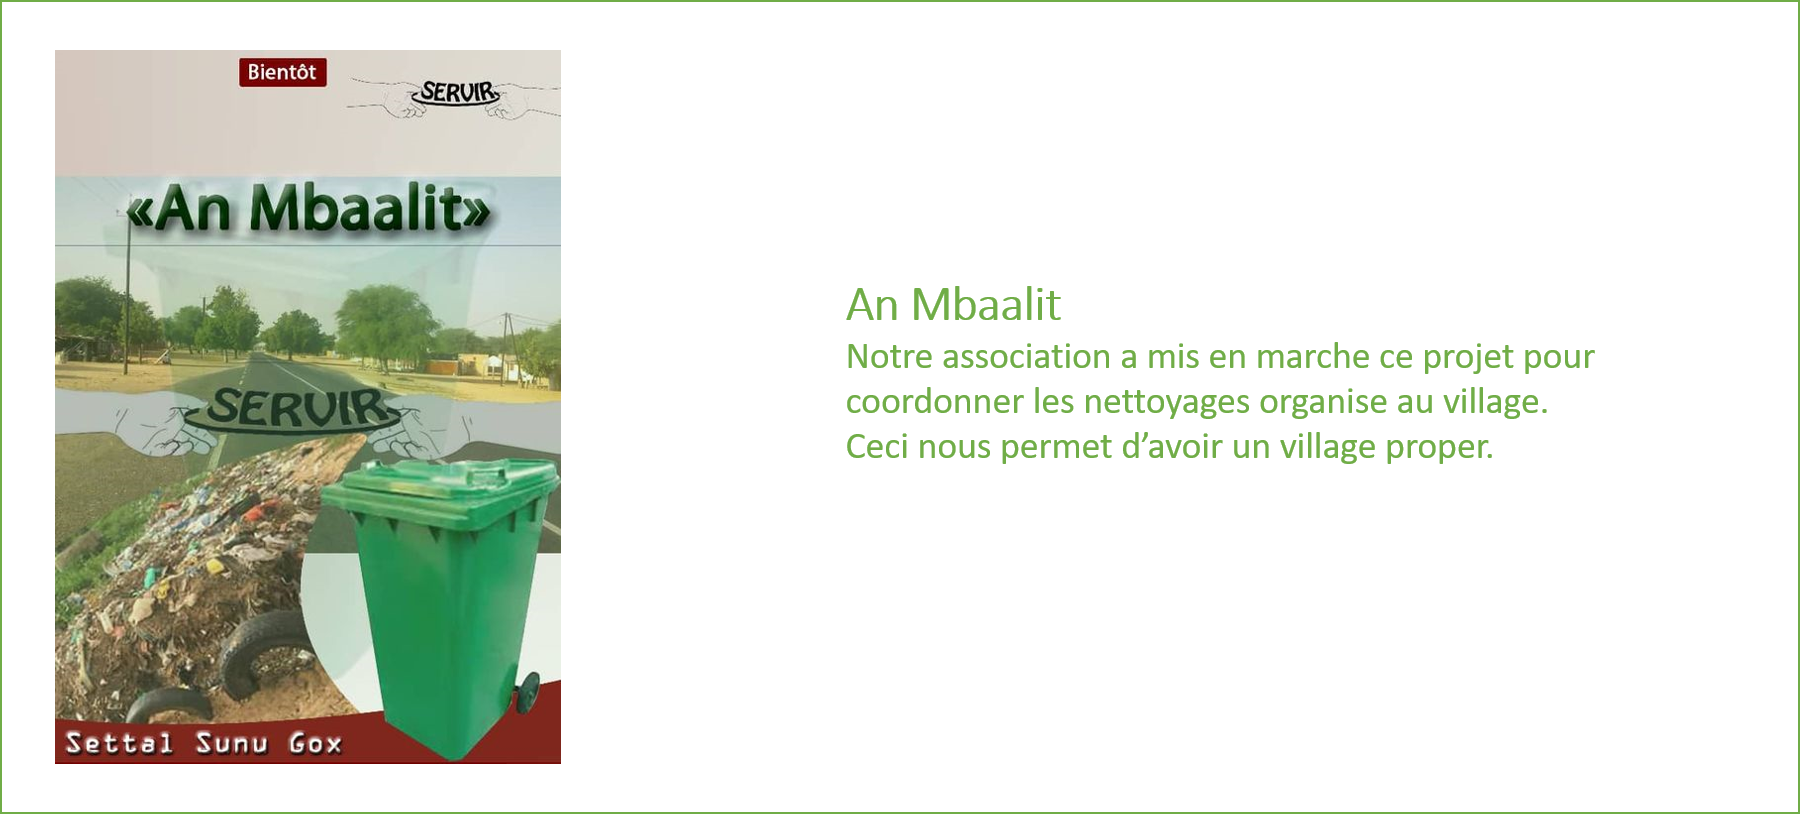 Bientôt
SERVIR
«An Mbaalit»
SERVIR
Settal Sunu Gox
An Mbaalit
Notre association a mis en marche ce projet pour
coordonner les nettoyages organise au village.
Ceci nous permet d’avoir un village proper.